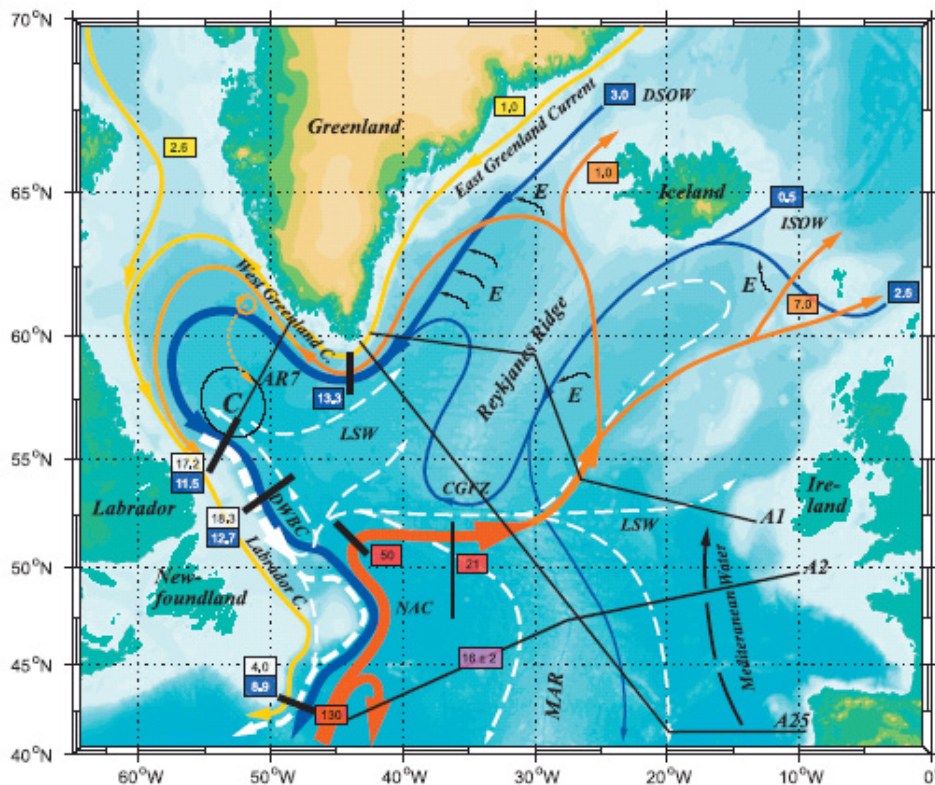 70°N
1.0
3.0
DSOW
Greenland
East Greenland Current
2.6
1.0
65°N
E
Iceland
0.5
ISOW
West Greenland C.
E
E
7.0
2.5
60°N
Reykjanes Ridge
AR7
C
13.3
E
LSW
55°N
17.2
11.5
CGFZ
Labrador
DWBC
18.3
12.7
LSW
Ire-
land
A1
Labrador C.
50
21
50°N
A2
New-
foundland
NAC
Mediteranean Water
16 ± 2
45°N
4.0
8.9
MAR
130
A25
40°N
60°W
50°W
40°W
30°W
20°W
10°W
0°